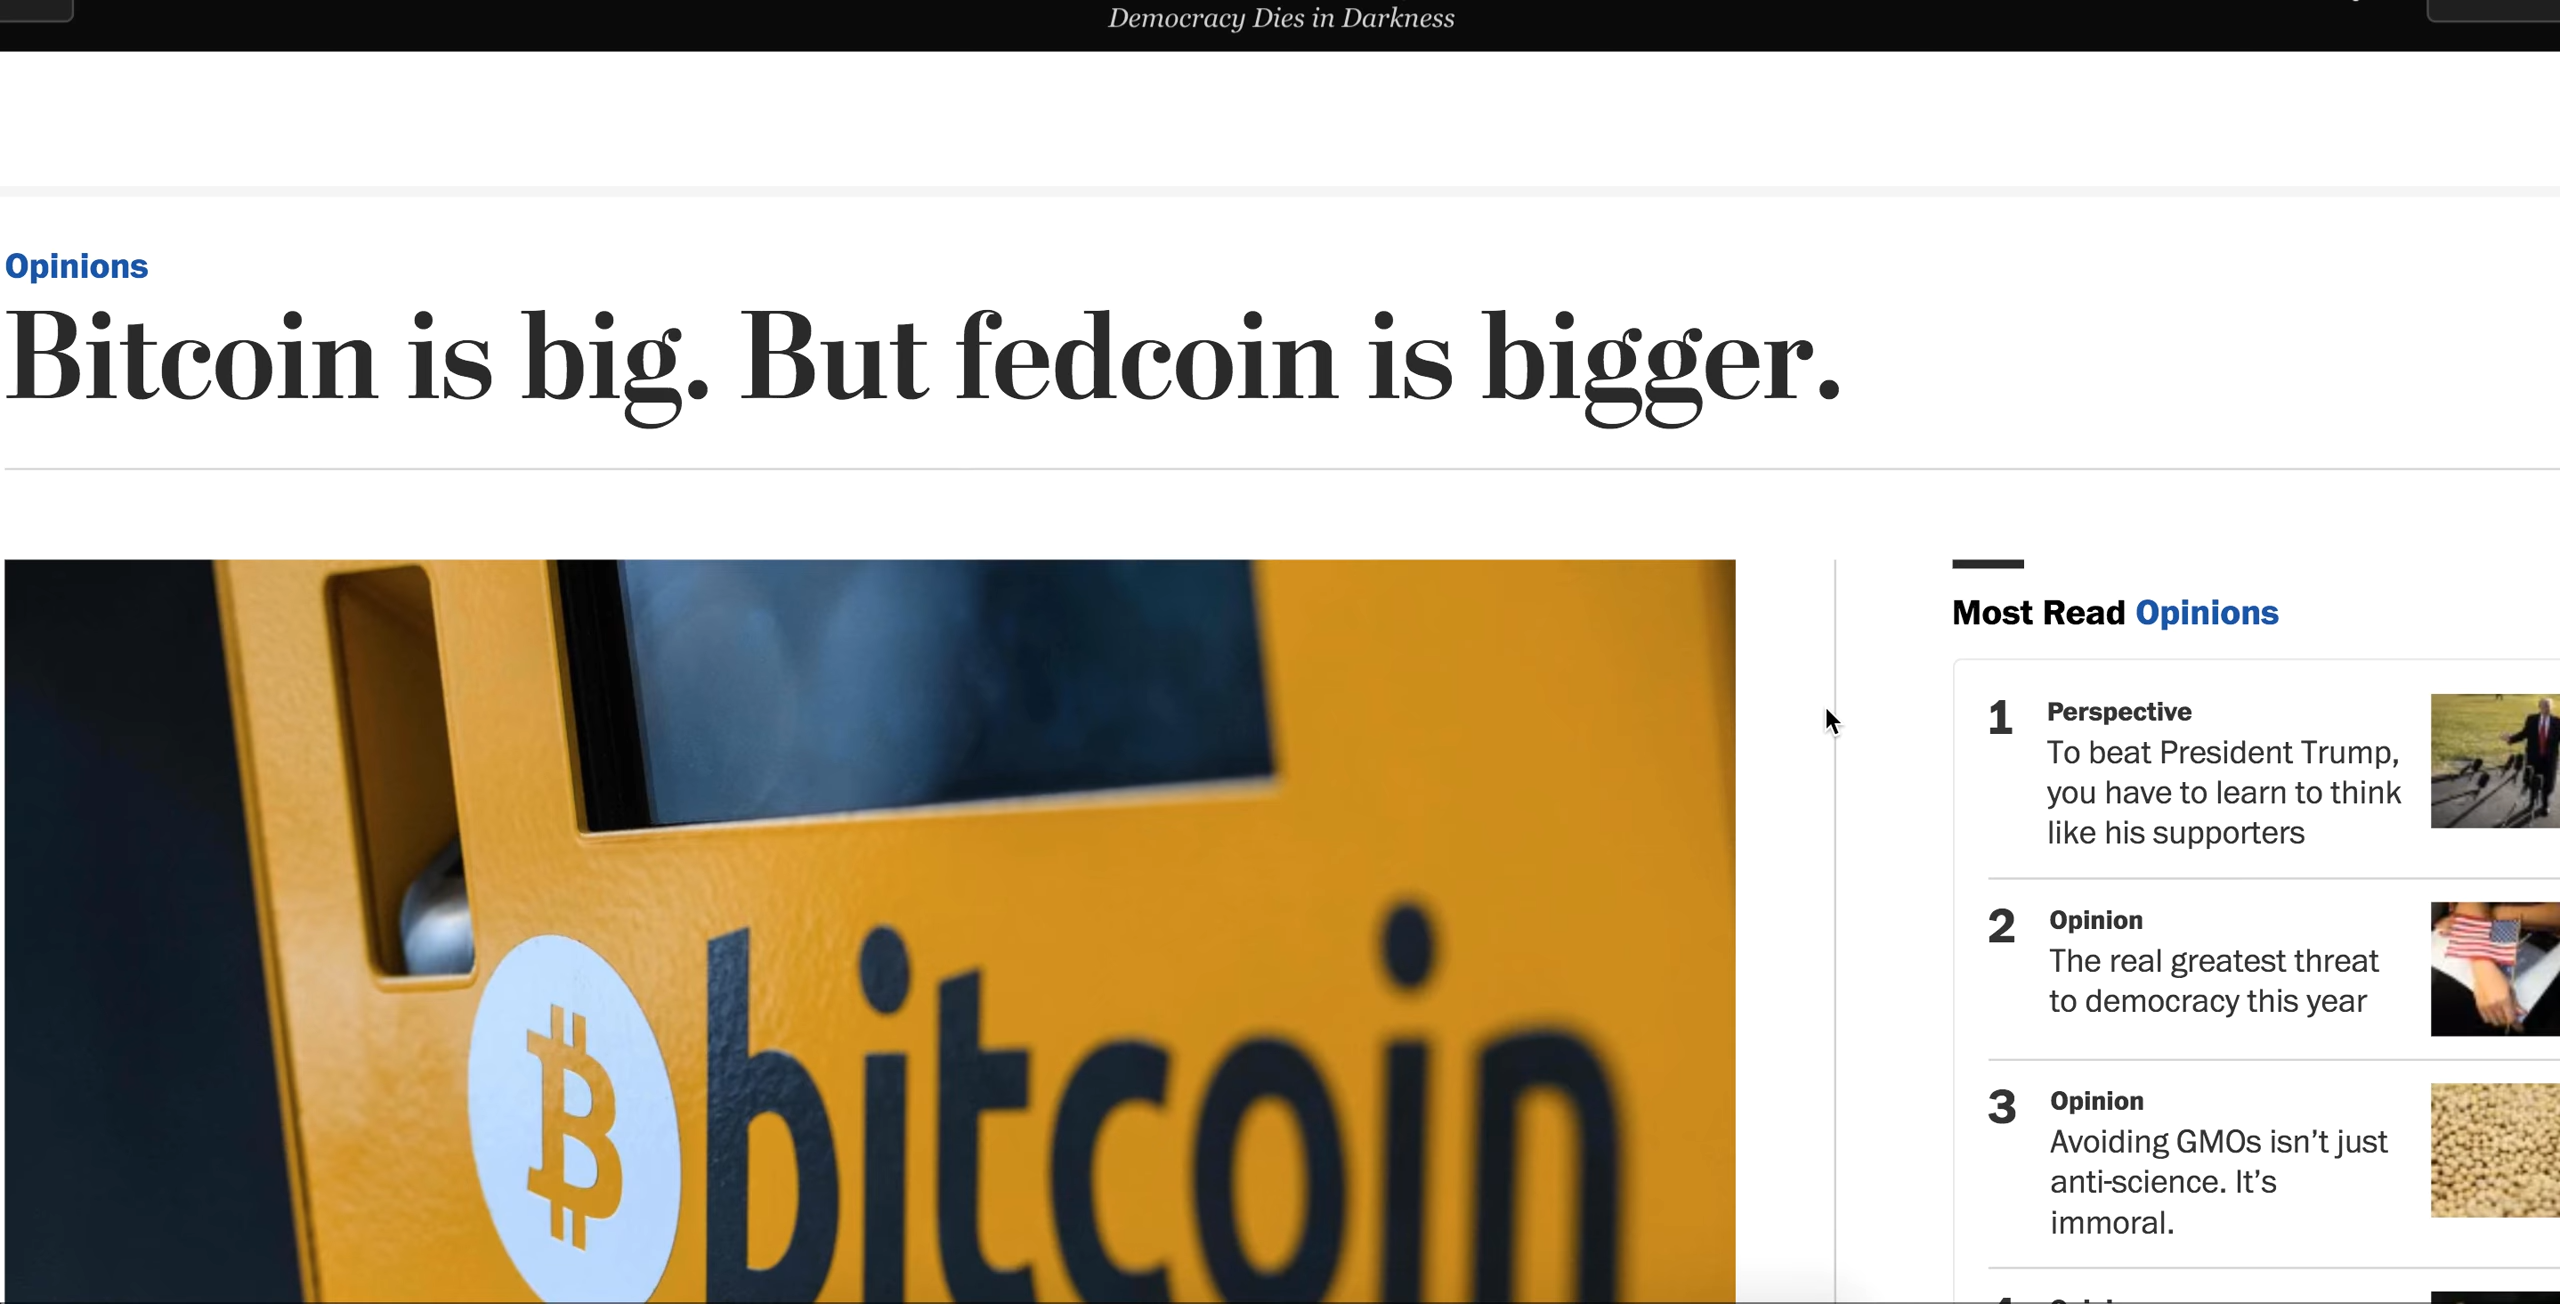 Democracy Dies in Darkness
Opinions
Bitcoin is big. But fedcoin is bigger.
bitcoin
Most Read Opinions
1 Perspective
To beat President Trump,
you have to learn to think
like his supporters
2 Opinion
The real greatest threat
to democracy this year
3 Opinion
Avoiding GMOs isn’t just
anti-science. It’s
immoral.